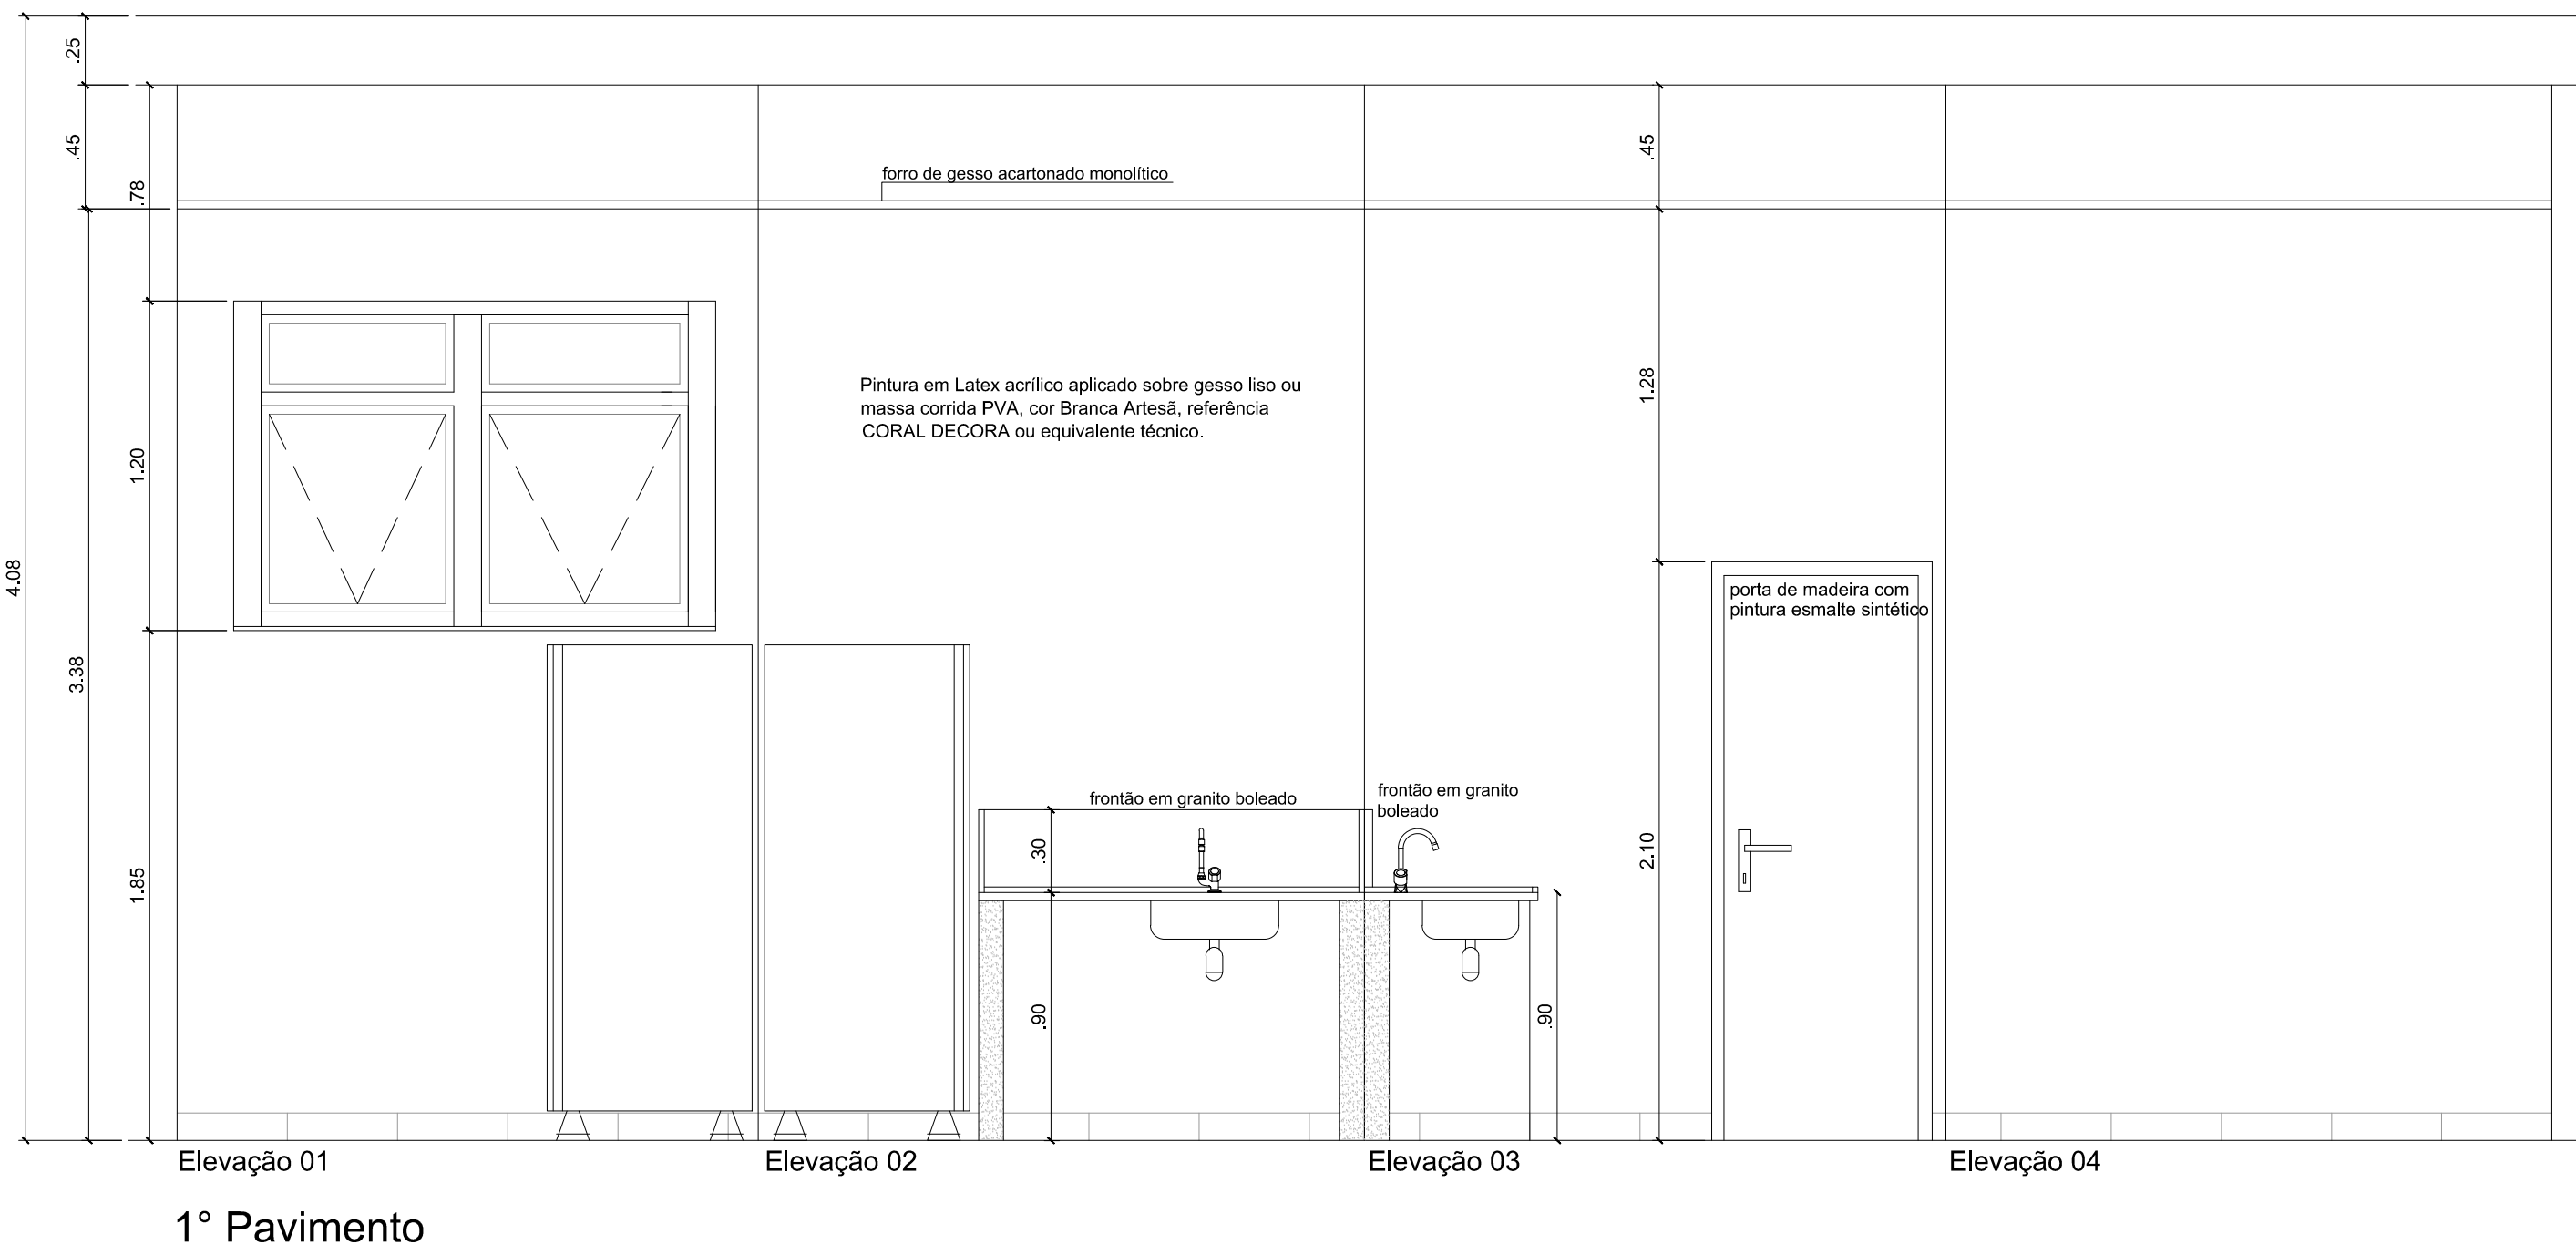 .25
.45
.78
.45
forro de gesso acartonado monolítico
Pintura em Latex acrílico aplicado sobre gesso liso ou
massa corrida PVA, cor Branca Artesã, referência
CORAL DECORA ou equivalente técnico.
1.28
1.20
4.08
3.38
porta de madeira com
pintura esmalte sintético
frontão em granito boleado
frontão em granito
boleado
.30
2.10
1.85
.90
.90
Elevação 01
Elevação 02
Elevação 03
Elevação 04
1° Pavimento